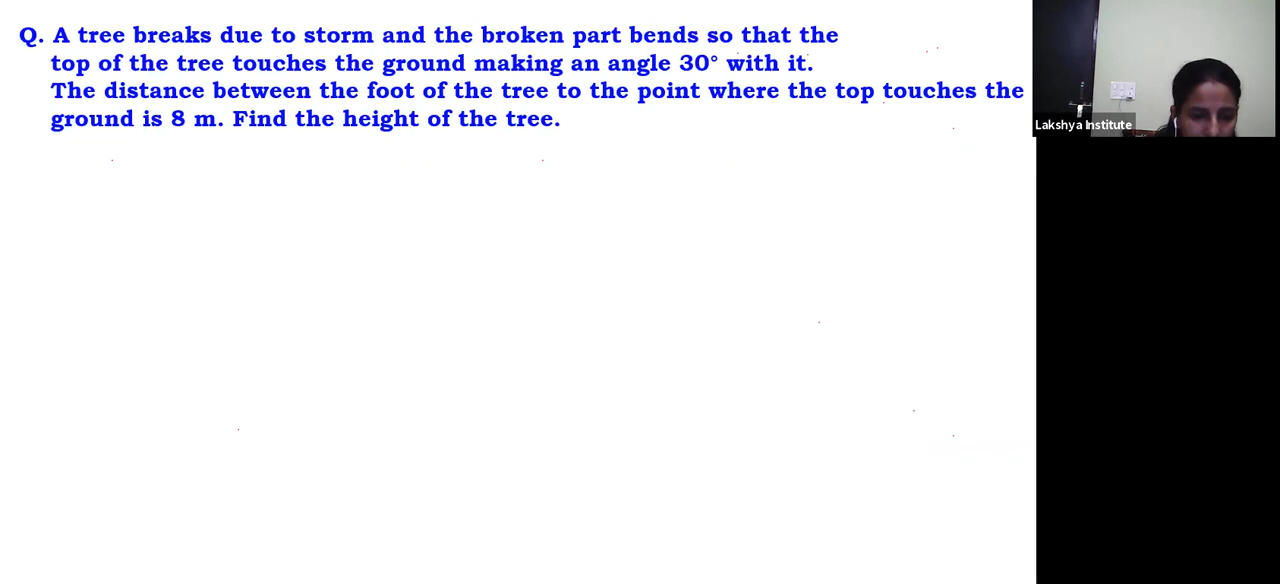 Q. A tree breaks due to storm and the broken part bends so that the
top of the tree touches the ground making an angle 30° with it.
The distance between the foot of the tree to the point where the top touches the
ground is 8 m. Find the height of the tree.
Lakshya Institute